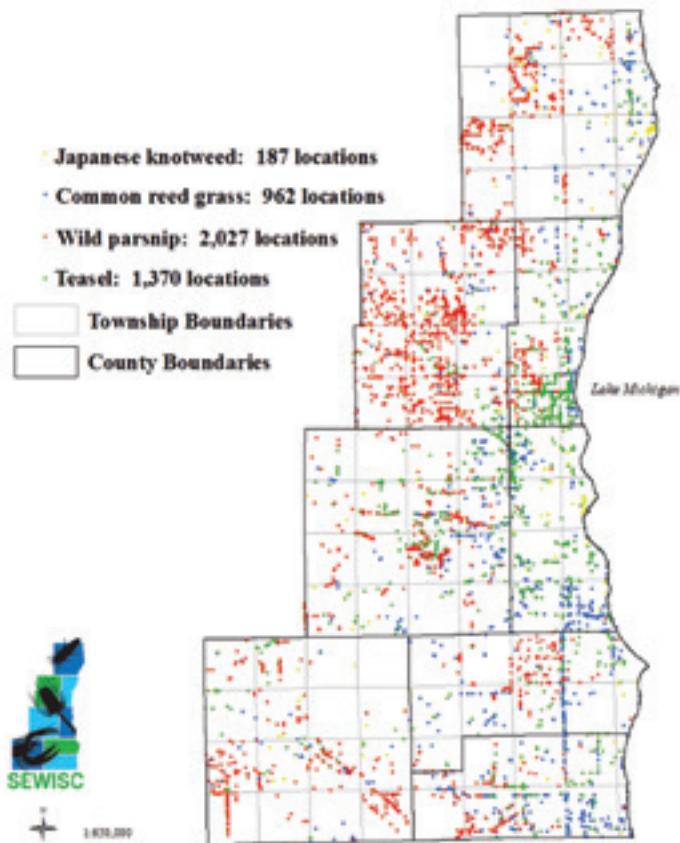 Japanese knotweed: 187 locations
Common reed grass: 962 locations
Wild parsnip: 2,027 locations
Teasel: 1,370 locations
Township Boundaries
County Boundaries
Lake Michigan
SEWISC